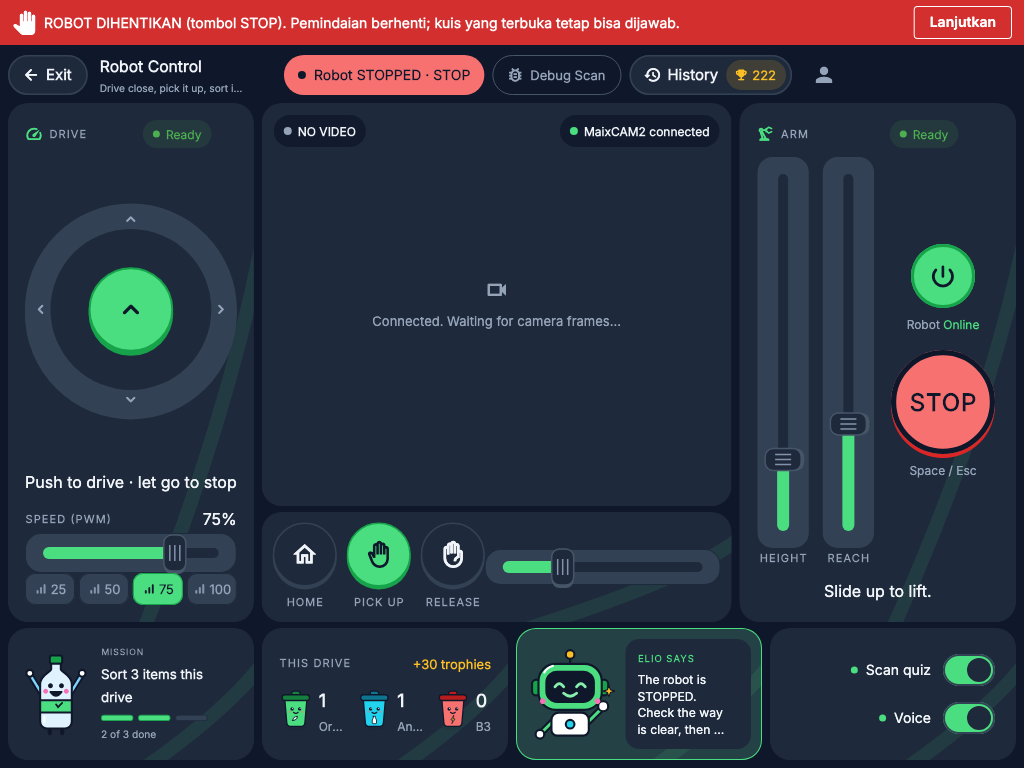 ROBOT DIHENTIKAN (tombol STOP). Pemindaian berhenti; kuis yang terbuka tetap bisa dijawab.
Lanjutkan
Exit
Robot Control
Drive close, pick it up, sort i...
Robot STOPPED · STOP
Debug Scan
History
222
DRIVE
Ready
Push to drive · let go to stop
SPEED (PWM)
75%
25
50
75
100
NO VIDEO
MaixCAM2 connected
Connected. Waiting for camera frames...
HOME
PICK UP
RELEASE
ARM
Ready
HEIGHT
REACH
Robot Online
STOP
Space / Esc
Slide up to lift.
MISSION
Sort 3 items this
drive
2 of 3 done
THIS DRIVE
+30 trophies
1
Or...
1
An...
0
B3
ELIO SAYS
The robot is
STOPPED.
Check the way
is clear, then ...
Scan quiz
Voice